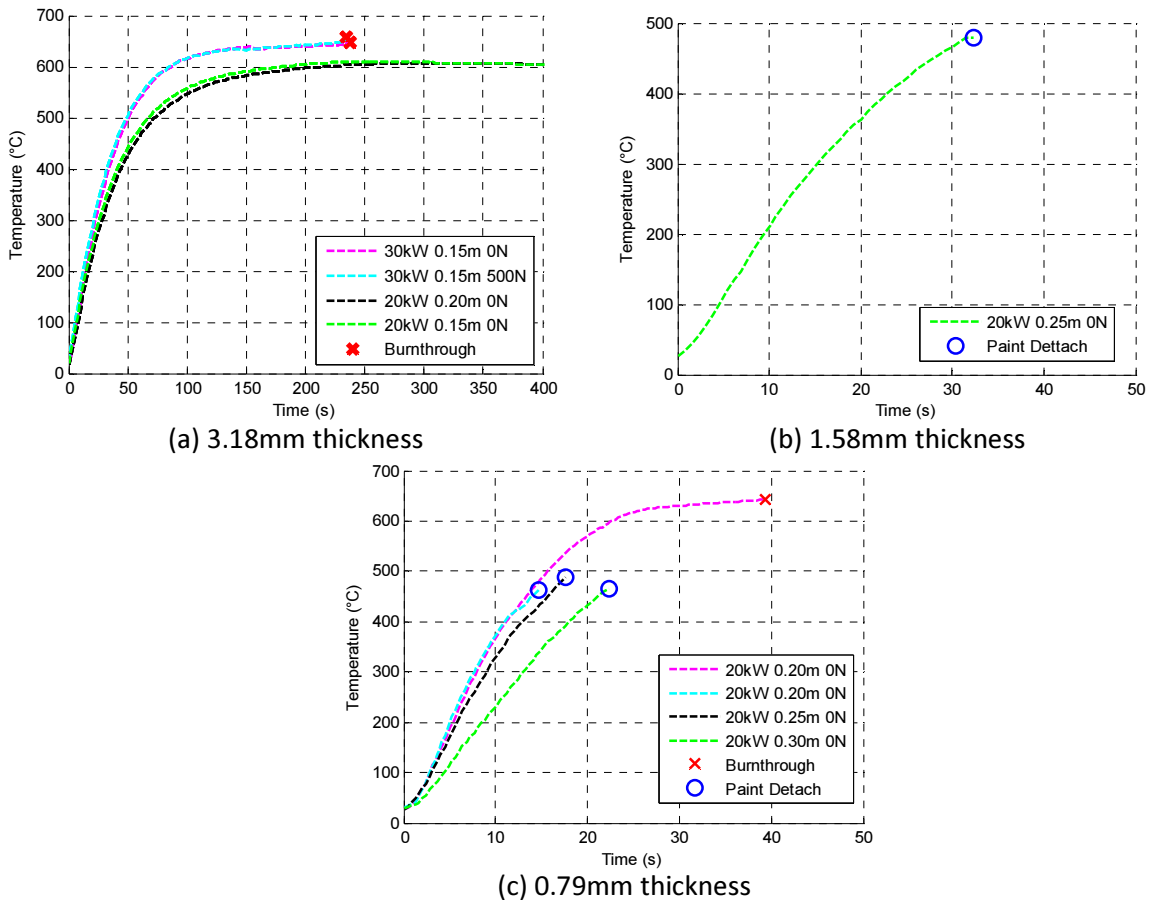 700
600
500
400
300
200
100
0
Temperature (°C)
0 50 100 150 200 250 300 350 400
Time (s)
30kW 0.15m 0N
30kW 0.15m 500N
20kW 0.20m 0N
20kW 0.15m 0N
Burnthrough
(a) 3.18mm thickness
500
400
300
200
100
0
Temperature (°C)
0 10 20 30 40 50
Time (s)
20kW 0.25m 0N
Paint Dettach
(b) 1.58mm thickness
700
600
500
400
300
200
100
0
Temperature (°C)
0 10 20 30 40 50
Time (s)
20kW 0.20m 0N
20kW 0.20m 0N
20kW 0.25m 0N
20kW 0.30m 0N
Burnthrough
Paint Detach
(c) 0.79mm thickness